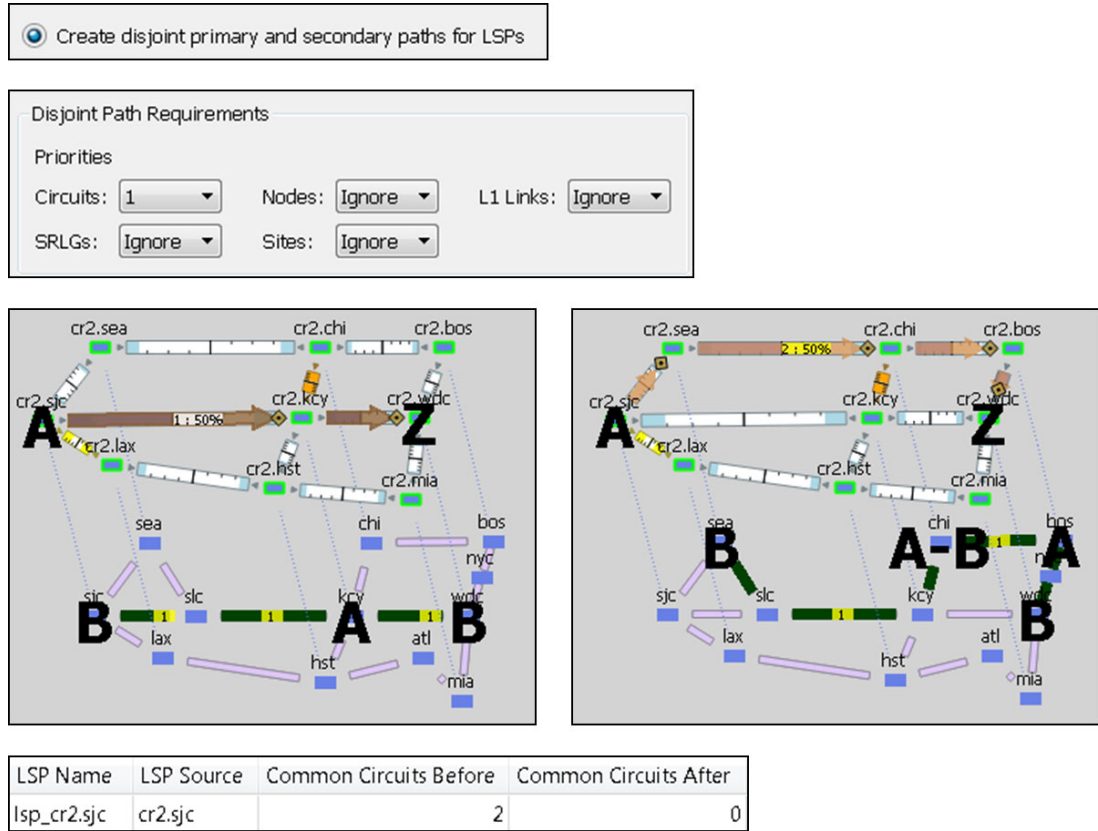 Create disjoint primary and secondary paths for LSPs
Disjoint Path Requirements
Priorities
Circuits: 1 Nodes: Ignore L1 Links: Ignore
SRLGs: Ignore Sites: Ignore
cr2.sea cr2.chi cr2.bos
cr2.sjc cr2.kcy cr2.wdc
A 1 : 50% Z
cr2.lax
cr2.hst
cr2.mia
sea chi bos
nyc
sjc slc kcy wdc
B 1 1 A 1 B
lax atl
hst
mia
cr2.sea cr2.chi cr2.bos
2 : 50%
cr2.sjc cr2.kcy cr2.wdc
A Z
cr2.lax
cr2.hst
cr2.mia
sea chi bos
B A-B 1 A
sjc slc kcy wdc
1 B
lax atl
hst
mia
LSP Name LSP Source Common Circuits Before Common Circuits After
lsp_cr2.sjc cr2.sjc 2 0